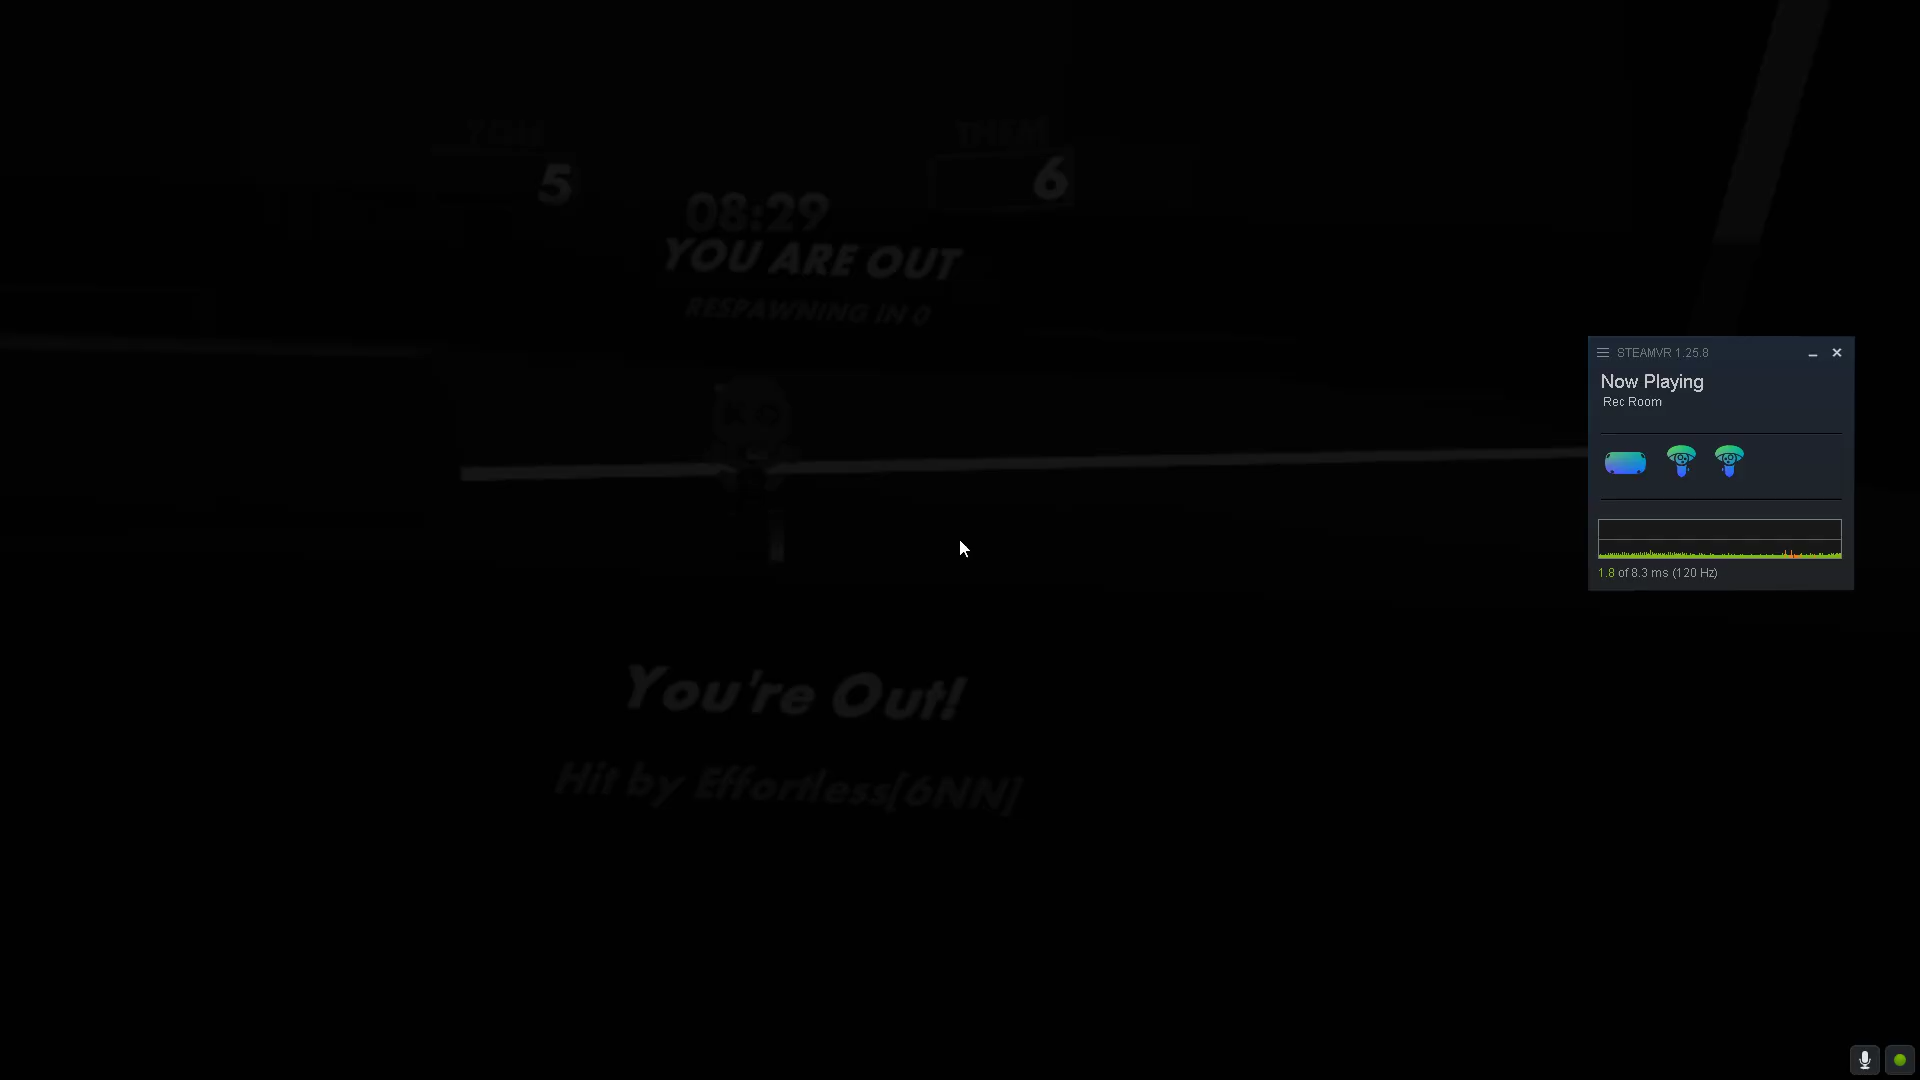 THEM
5
6
08:29
YOU ARE OUT
RESPAWNING IN 0
You're Out!
Hit by Effortless[6NN]
STEAMVR 1.25.8
Now Playing
Rec Room
1.8 of 8.3 ms (120 Hz)